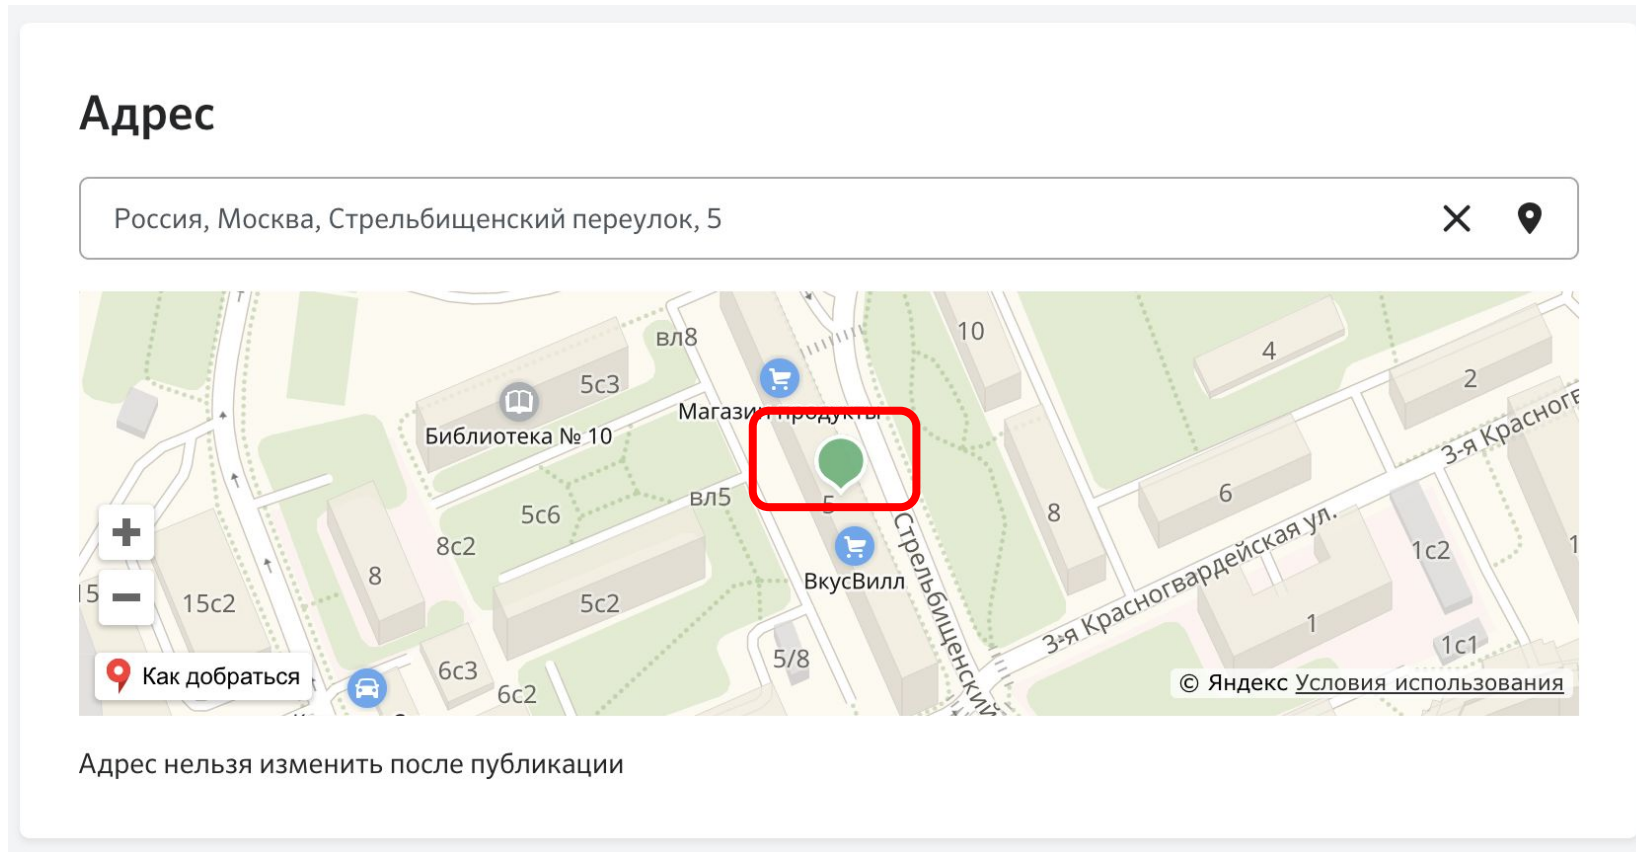 Адрес
Россия, Москва, Стрельбищенский переулок, 5
вл8
10
4
5с3
2
Магазин продукты
Библиотека № 10
3-я Красногв
вл5
6
5с6
5
8
8с2
Стрельбищенский
3-я Красногвардейская ул.
1с2
1
8
ВкусВилл
15
15с2
5с2
1
5/8
1с1
6с3
Как добраться
6с2
© Яндекс Условия использования
Адрес нельзя изменить после публикации